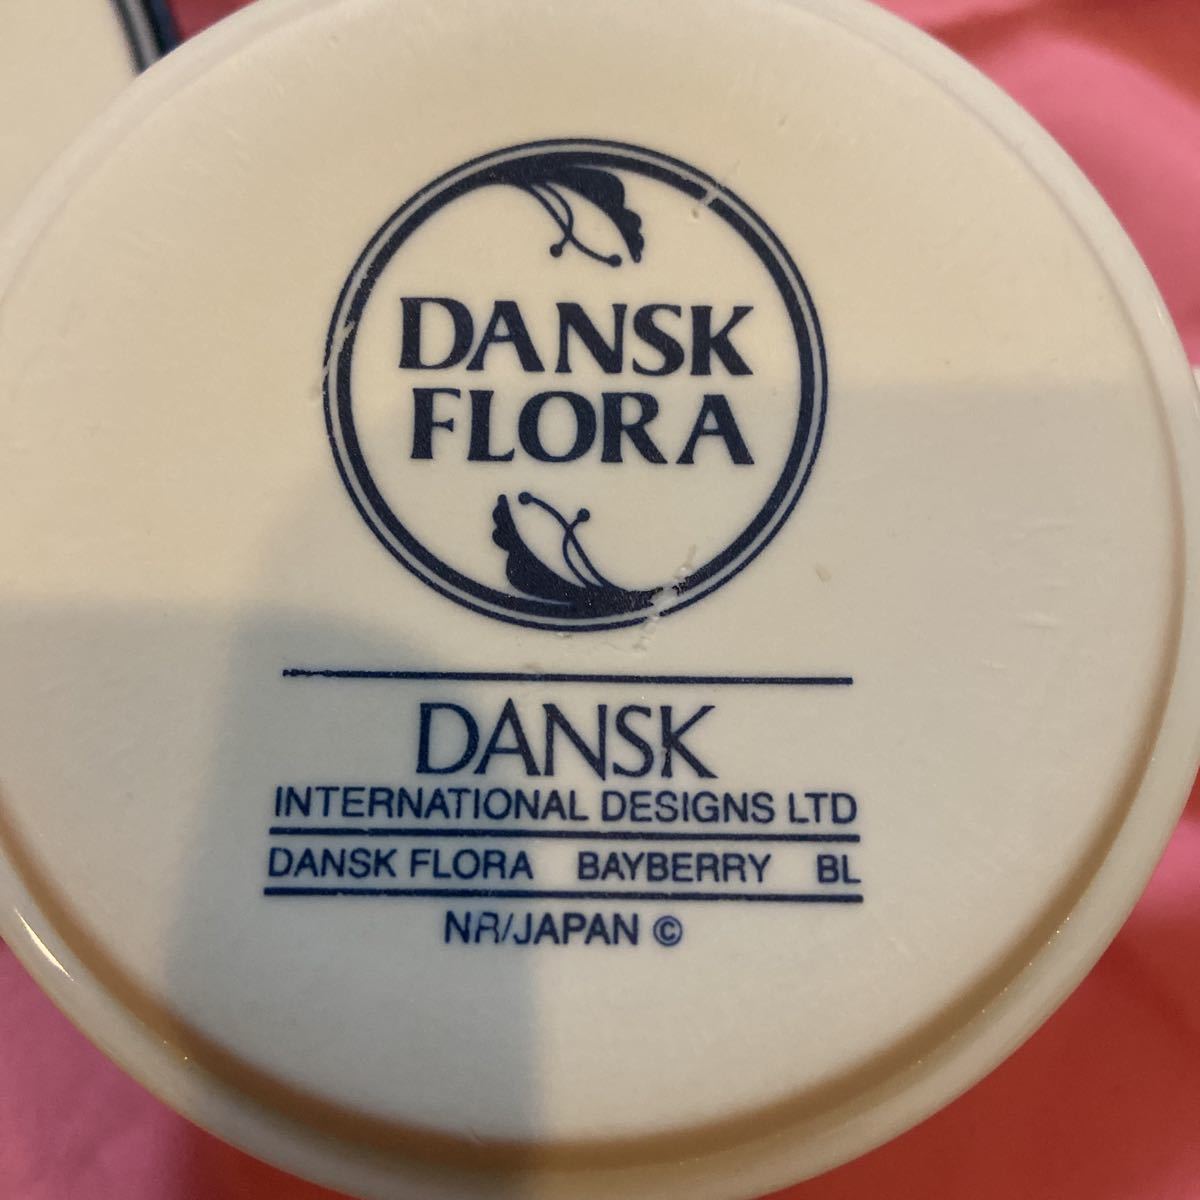 DANSK
FLORA
DANSK
INTERNATIONAL DESIGNS LTD
DANSK FLORA BAYBERRY BL
NR/JAPAN ©